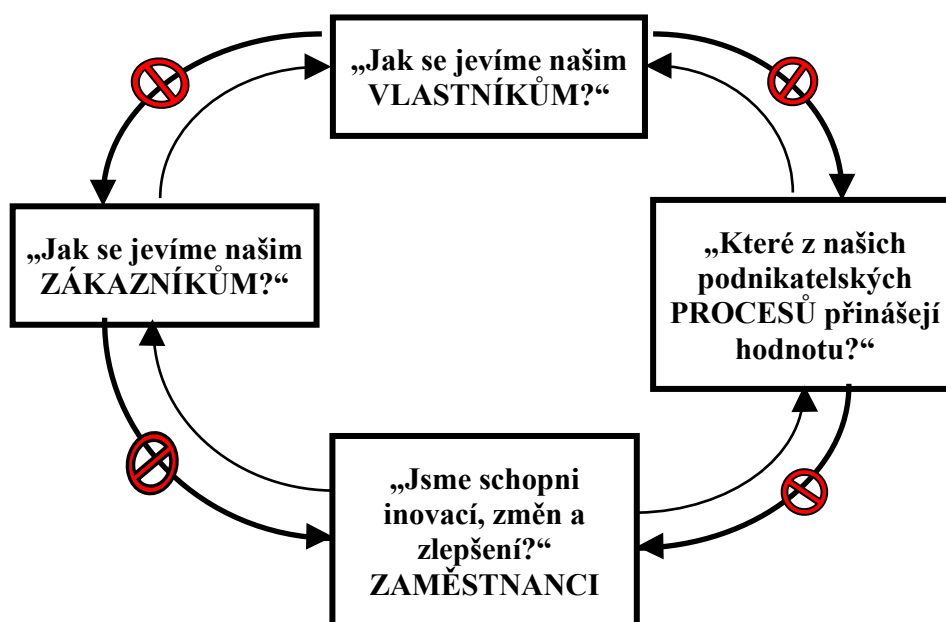 „Jak se jevíme našim
VLASTNÍKŮM?“
„Jak se jevíme našim
ZÁKAZNÍKŮM?“
„Které z našich
podnikatelských
PROCESŮ přinášejí
hodnotu?“
„Jsme schopni
inovací, změn a
zlepšení?“
ZAMĚSTNANCI